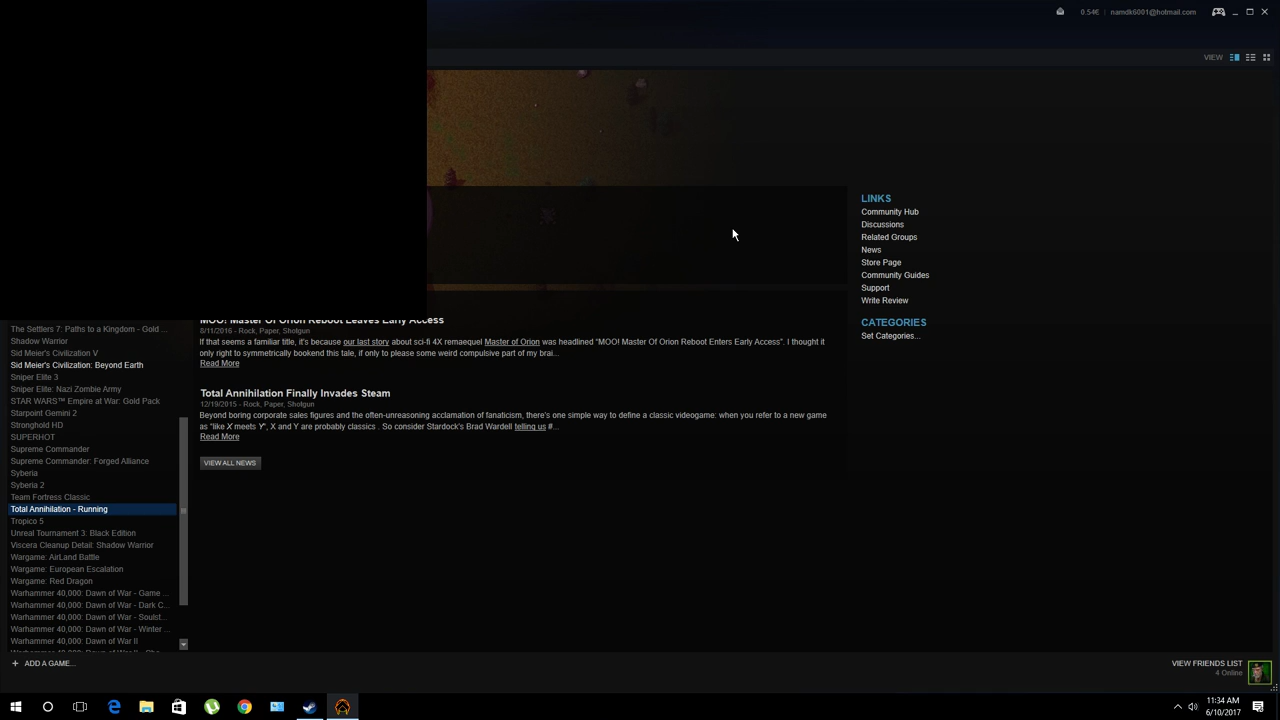 0.54€ | namdk6001@hotmail.com
VIEW
LINKS
Community Hub
Discussions
Related Groups
News
Store Page
Community Guides
Support
Write Review
CATEGORIES
Set Categories...
MOO! Master Of Orion Reboot Leaves Early Access
8/11/2016 - Rock, Paper, Shotgun
If that seems a familiar title, it's because our last story about sci-fi 4X remaequel Master of Orion was headlined “MOO! Master Of Orion Reboot Enters Early Access”. I thought it
only right to symmetrically bookend this tale, if only to please some weird compulsive part of my brai...
Read More
Total Annihilation Finally Invades Steam
12/19/2015 - Rock, Paper, Shotgun
Beyond boring corporate sales figures and the often-unreasoning acclamation of fanaticism, there's one simple way to define a classic videogame: when you refer to a new game
as “like X meets Y”, X and Y are probably classics . So consider Stardock's Brad Wardell telling us #...
Read More
VIEW ALL NEWS
The Settlers 7: Paths to a Kingdom - Gold ...
Shadow Warrior
Sid Meier's Civilization V
Sid Meier's Civilization: Beyond Earth
Sniper Elite 3
Sniper Elite: Nazi Zombie Army
STAR WARS™ Empire at War: Gold Pack
Starpoint Gemini 2
Stronghold HD
SUPERHOT
Supreme Commander
Supreme Commander: Forged Alliance
Syberia
Syberia 2
Team Fortress Classic
Total Annihilation - Running
Tropico 5
Unreal Tournament 3: Black Edition
Viscera Cleanup Detail: Shadow Warrior
Wargame: AirLand Battle
Wargame: European Escalation
Wargame: Red Dragon
Warhammer 40,000: Dawn of War - Game ...
Warhammer 40,000: Dawn of War - Dark C...
Warhammer 40,000: Dawn of War - Soulst...
Warhammer 40,000: Dawn of War - Winter ...
Warhammer 40,000: Dawn of War II
+ ADD A GAME...
VIEW FRIENDS LIST
4 Online
11:34 AM
6/10/2017